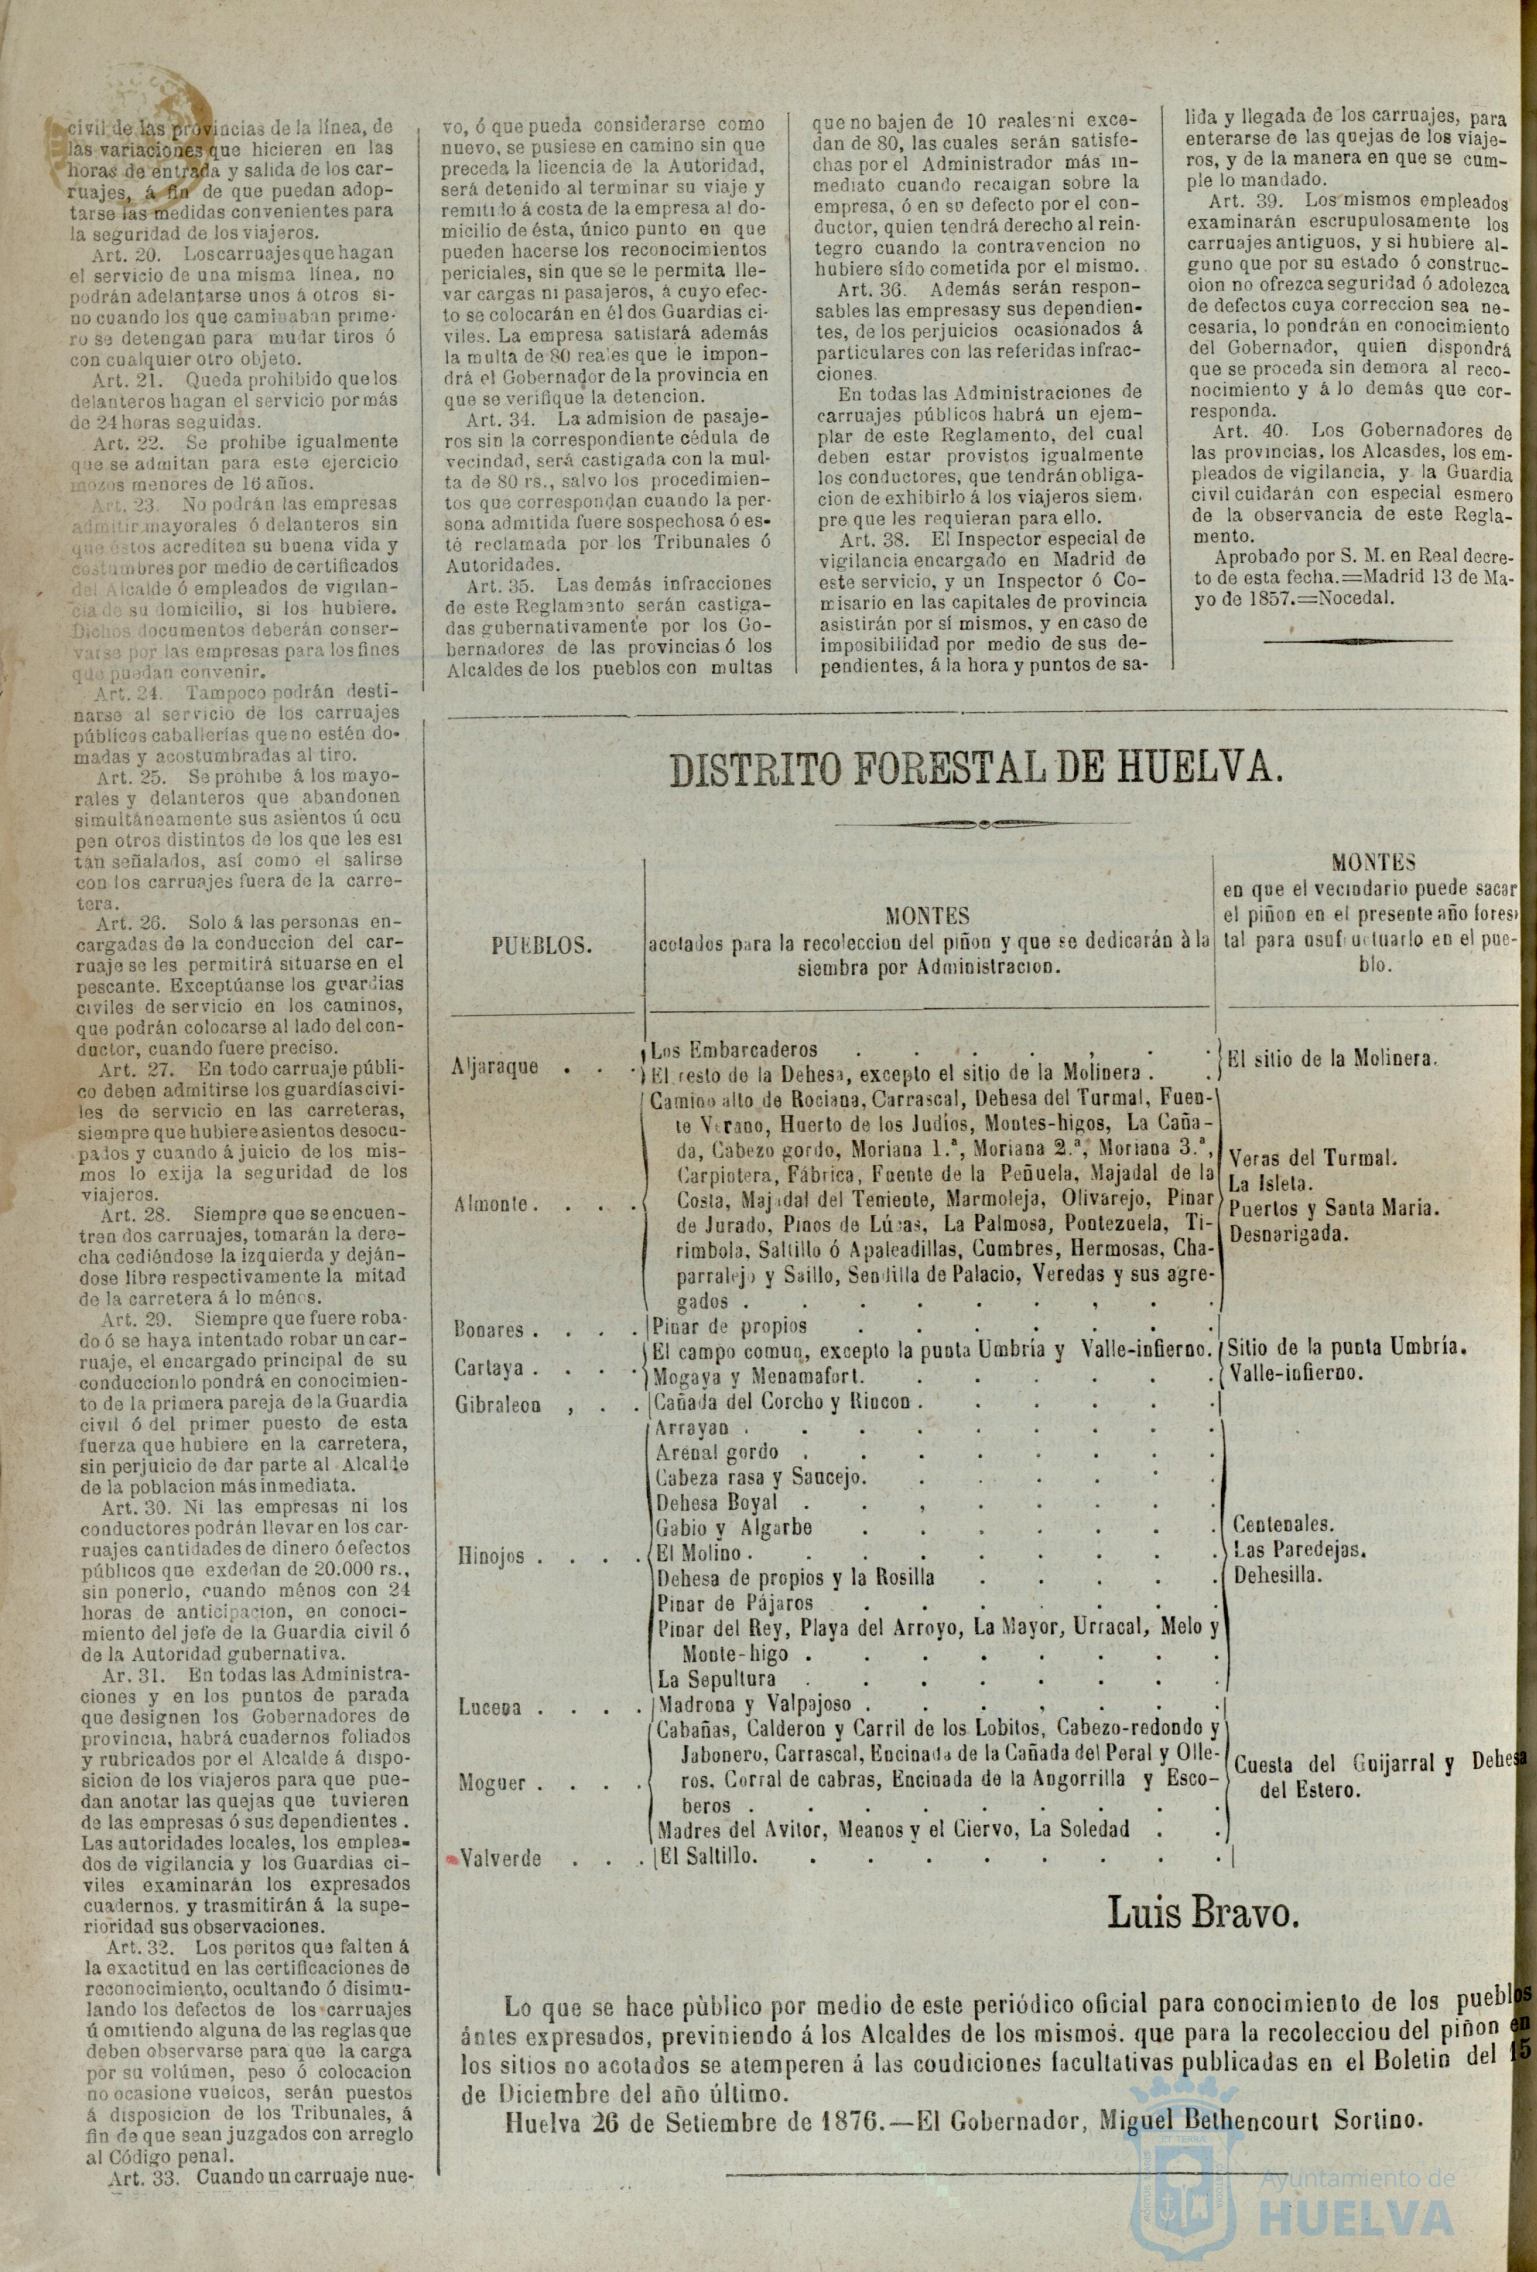 civil de las provincias de la línea, de
las variaciones que hicieren en las
horas de entrada y salida de los car-
ruajes, á fin de que puedan adop-
tarse las medidas convenientes para
la seguridad de los viajeros.
Art. 20. Los carruajes que hagan
el servicio de una misma línea, no
podrán adelantarse unos á otros si-
no cuando los que caminaban prime-
ro se detengan para mudar tiros ó
con cualquier otro objeto.
Art. 21. Queda prohibido que los
delanteros hagan el servicio por más
de 24 horas seguidas.
Art. 22. Se prohibe igualmente
que se admitan para este ejercicio
mozos menores de 16 años.
Art. 23. No podrán las empresas
admitir mayorales ó delanteros sin
que éstos acrediten su buena vida y
costumbres por medio de certificados
del Alcalde ó empleados de vigilan-
cia de su domicilio, si los hubiere.
Dichos documentos deberán conser-
varse por las empresas para los fines
que puedan convenir.
Art. 24. Tampoco podrán desti-
narse al servicio de los carruajes
públicos caballerías que no estén do-
madas y acostumbradas al tiro.
Art. 25. Se prohibe á los mayo-
rales y delanteros que abandonen
simultáneamente sus asientos ú ocu
pen otros distintos de los que les esi
tán señalados, así como el salirse
con los carruajes fuera de la carre-
tera.
Art. 26. Solo á las personas en-
cargadas de la conduccion del car-
ruaje se les permitirá situarse en el
pescante. Exceptúanse los guardias
civiles de servicio en los caminos,
que podrán colocarse al lado del con-
ductor, cuando fuere preciso.
Art. 27. En todo carruaje públi-
co deben admitirse los guardías civi-
les de servicio en las carreteras,
siempre que hubiere asientos desocu-
pados y cuando á juicio de los mis-
mos lo exija la seguridad de los
viajeros.
Art. 28. Siempre que se encuen-
tren dos carruajes, tomarán la dere-
cha cediéndose la izquierda y deján-
dose libre respectivamente la mitad
de la carretera á lo ménos.
Art. 29. Siempre que fuere roba-
do ó se haya intentado robar un car-
ruaje, el encargado principal de su
conduccion lo pondrá en conocimien-
to de la primera pareja de la Guardia
civil ó del primer puesto de esta
fuerza que hubiere en la carretera,
sin perjuicio de dar parte al Alcalde
de la poblacion más inmediata.
Art. 30. Ni las empresas ni los
conductores podrán llevar en los car-
ruajes cantidades de dinero ó efectos
públicos que exdedan de 20.000 rs.,
sin ponerlo, cuando ménos con 24
horas de anticipacion, en conoci-
miento del jefe de la Guardia civil ó
de la Autoridad gubernativa.
Ar. 31. En todas las Administra-
ciones y en los puntos de parada
que designen los Gobernadores de
provincia, habrá cuadernos foliados
y rubricados por el Alcalde á dispo-
sicion de los viajeros para que pue-
dan anotar las quejas que tuvieren
de las empresas ó sus dependientes.
Las autoridades locales, los emplea-
dos de vigilancia y los Guardias ci-
viles examinarán los expresados
cuadernos. y trasmitirán á la supe-
rioridad sus observaciones.
Art. 32. Los peritos que falten á
la exactitud en las certificaciones de
reconocimiento, ocultando ó disimu-
lando los defectos de los carruajes
ú omitiendo alguna de las reglas que
deben observarse para que la carga
por su volúmen, peso ó colocacion
no ocasione vuelcos, serán puestos
á disposicion de los Tribunales, á
fin de que sean juzgados con arreglo
al Código penal.
Art. 33. Cuando un carruaje nue-
vo, ó que pueda considerarse como
nuevo, se pusiese en camino sin que
preceda la licencia de la Autoridad,
será detenido al terminar su viaje y
remitido á costa de la empresa al do-
micilio de ésta, único punto en que
pueden hacerse los reconocimientos
periciales, sin que se le permita lle-
var cargas ni pasajeros, á cuyo efec-
to se colocarán en él dos Guardias ci-
viles. La empresa satisfará además
la multa de 80 reales que le impon-
drá el Gobernador de la provincia en
que se verifique la detencion.
Art. 34. La admision de pasaje-
ros sin la correspondiente cédula de
vecindad, será castigada con la mul-
ta de 80 rs., salvo los procedimien-
tos que correspondan cuando la per-
sona admitida fuere sospechosa ó es-
té reclamada por los Tribunales ó
Autoridades.
Art. 35. Las demás infracciones
de este Reglamento serán castiga-
das gubernativamente por los Go-
bernadores de las provincias ó los
Alcaldes de los pueblos con multas
que no bajen de 10 reales ni exce-
dan de 80, las cuales serán satisfe-
chas por el Administrador más in-
mediato cuando recaigan sobre la
empresa, ó en su defecto por el con-
ductor, quien tendrá derecho al rein-
tegro cuando la contravencion no
hubiere sído cometida por el mismo.
Art. 36. Además serán respon-
sables las empresasy sus dependien-
tes, de los perjuicios ocasionados á
particulares con las referidas infrac-
ciones.
En todas las Administraciones de
carruajes públicos habrá un ejem-
plar de este Reglamento, del cual
deben estar provistos igualmente
los conductores, que tendrán obliga-
cion de exhibirlo á los viajeros siem.
pre que les requieran para ello.
Art. 38. El Inspector especial de
vigilancia encargado en Madrid de
este servicio, y un Inspector ó Co-
misario en las capitales de provincia
asistirán por sí mismos, y en caso de
imposibilidad por medio de sus de-
pendientes, á la hora y puntos de sa-
lida y llegada de los carruajes, para
enterarse de las quejas de los viaje-
ros, y de la manera en que se cum-
ple lo mandado.
Art. 39. Los mismos empleados
examinarán escrupulosamente los
carruajes antiguos, y si hubiere al-
guno que por su estado ó construc-
oion no ofrezca seguridad ó adolezca
de defectos cuya correccion sea ne-
cesaria, lo pondrán en conocimiento
del Gobernador, quien dispondrá
que se proceda sin demora al reco-
nocimiento y á lo demás que cor-
responda.
Art. 40. Los Gobernadores de
las provincias, los Alcasdes, los em-
pleados de vigilancia, y la Guardia
civil cuidarán con especial esmero
de la observancia de este Regla-
mento.
Aprobado por S. M. en Real decre-
to de esta fecha.=Madrid 13 de Ma-
yo de 1857.=Nocedal.
DISTRITO FORESTAL DE HUELVA.
PUEBLOS.
MONTES
acotados para la recoleccion del piñon y que se dedicarán à la
siembra por Administracion.
MONTES
en que el vecindario puede sacar
el piñon en el presente año fores-
tal para usufructuarlo en el pue-
blo.
Aljaraque . . .
Los Embarcaderos . . . . , . .
El resto de la Dehesa, excepto el sitio de la Molinera . .
El sitio de la Molinera.
Almonte. . . .
Camino alto de Rociana, Carrascal, Dehesa del Turmal, Fuen-
te Verano, Huerto de los Judíos, Montes-higos, La Caña-
da, Cabezo gordo, Moriana 1.ª, Moriana 2.ª, Moriana 3.ª,
Carpintera, Fábrica, Fuente de la Peñuela, Majadal de la
Costa, Majadal del Teniente, Marmoleja, Olivarejo, Pinar
de Jurado, Pinos de Lúcas, La Palmosa, Pontezuela, Ti-
rimbola, Saltillo ó Apaleadillas, Cumbres, Hermosas, Cha-
parralejo y Saillo, Sendilla de Palacio, Veredas y sus agre-
gados . . . . . . , . .
Veras del Turmal.
La Isleta.
Puertos y Santa Maria.
Desnarigada.
Bonares . . . . Pinar de propios . . . . . . .
Cartaya . . . .
El campo comun, excepto la punta Umbría y Valle-infierno.
Mogaya y Menamafort. . . . . . .
Sitio de la punta Umbría.
Valle-infierno.
Gibraleon , . . Cañada del Corcho y Rincon . . . . . .
Hinojos . . . .
Arrayan . . . . . . . . .
Arenal gordo . . . . . . . .
Cabeza rasa y Saucejo. . . . . . .
Dehesa Boyal . . , . . . . .
Gabio y Algarbe . . . . . . .
El Molino . . . . . . . . .
Dehesa de propios y la Rosilla . . . . .
Pinar de Pájaros . . . . . . .
Pinar del Rey, Playa del Arroyo, La Mayor, Urracal, Melo y
Monte-higo . . . . . . . .
La Sepultura . . . . . . . .
Centenales.
Las Paredejas.
Dehesilla.
Lucena . . . . Madrona y Valpajoso . . . , . . .
Moguer . . . .
Cabañas, Calderon y Carril de los Lobitos, Cabezo-redondo y
Jabonero, Carrascal, Encinada de la Cañada del Peral y Olle-
ros, Corral de cabras, Encinada de la Angorrilla y Esco-
beros . . . . . . . . .
Madres del Avitor, Meanos y el Ciervo, La Soledad . .
Cuesta del Guijarral y Dehesa
del Estero.
Valverde . . . El Saltillo. . . . . . . . .
Luis Bravo.
Lo que se hace pùblico por medio de este periódico oficial para conocimiento de los pueblos
ántes expresados, previniendo á los Alcaldes de los mismos. que para la recolecciou del piñon en
los sitios no acotados se atemperen á las coudiciones facultativas publicadas en el Boletin del 15
de Diciembre del año último.
Huelva 26 de Setiembre de 1876.—El Gobernador, Miguel Bethencourt Sortino.
Ayuntamiento de
HUELVA